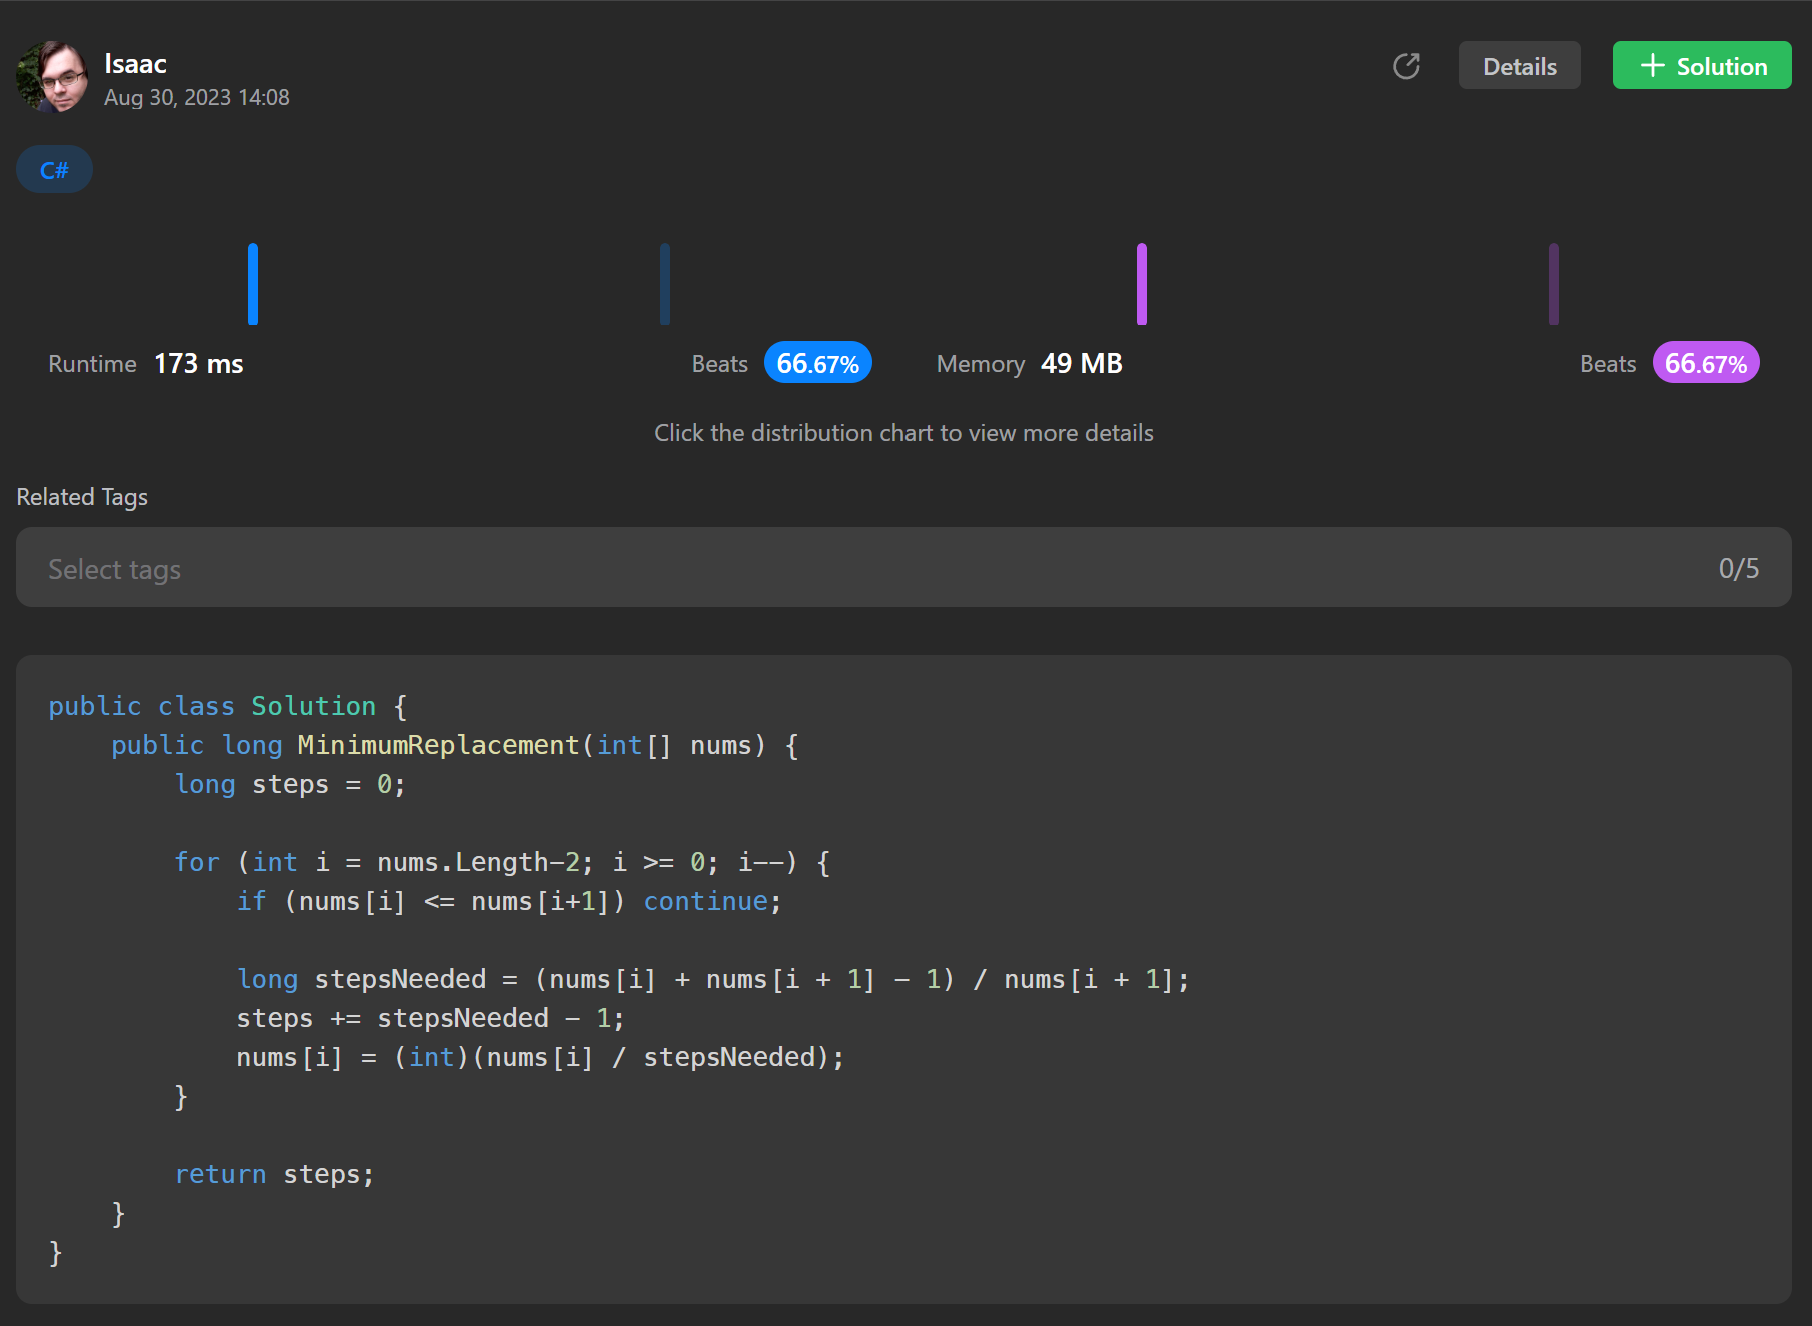 Isaac
Aug 30, 2023 14:08
Details
+ Solution
C#
Runtime 173 ms
Beats 66.67%
Memory 49 MB
Beats 66.67%
Click the distribution chart to view more details
Related Tags
Select tags 0/5
public class Solution {
    public long MinimumReplacement(int[] nums) {
        long steps = 0;
        for (int i = nums.Length-2; i >= 0; i--) {
            if (nums[i] <= nums[i+1]) continue;
            long stepsNeeded = (nums[i] + nums[i + 1] - 1) / nums[i + 1];
            steps += stepsNeeded - 1;
            nums[i] = (int)(nums[i] / stepsNeeded);
        }
        return steps;
    }
}